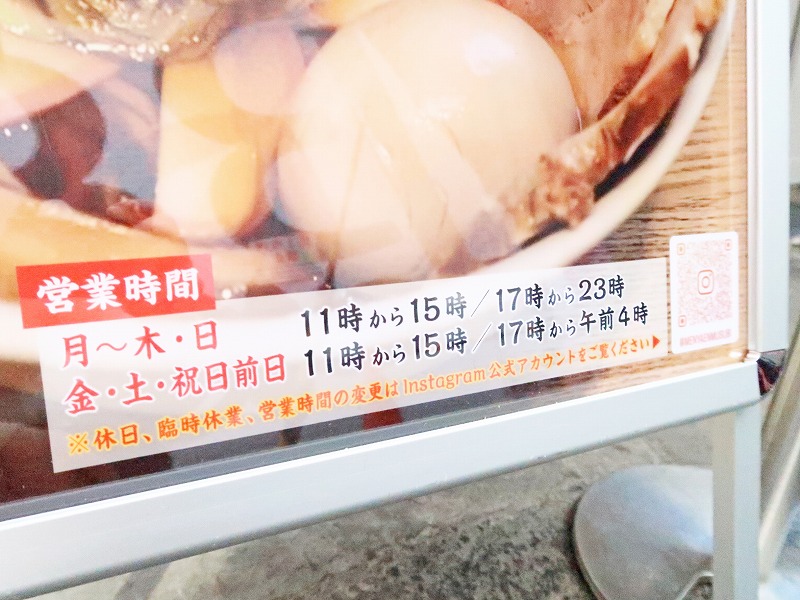 営業時間
月～木・日 11時から15時／17時から23時
金・土・祝日前日 11時から15時／17時から午前4時
※休日、臨時休業、営業時間の変更はInstagram公式アカウントをご覧ください▶